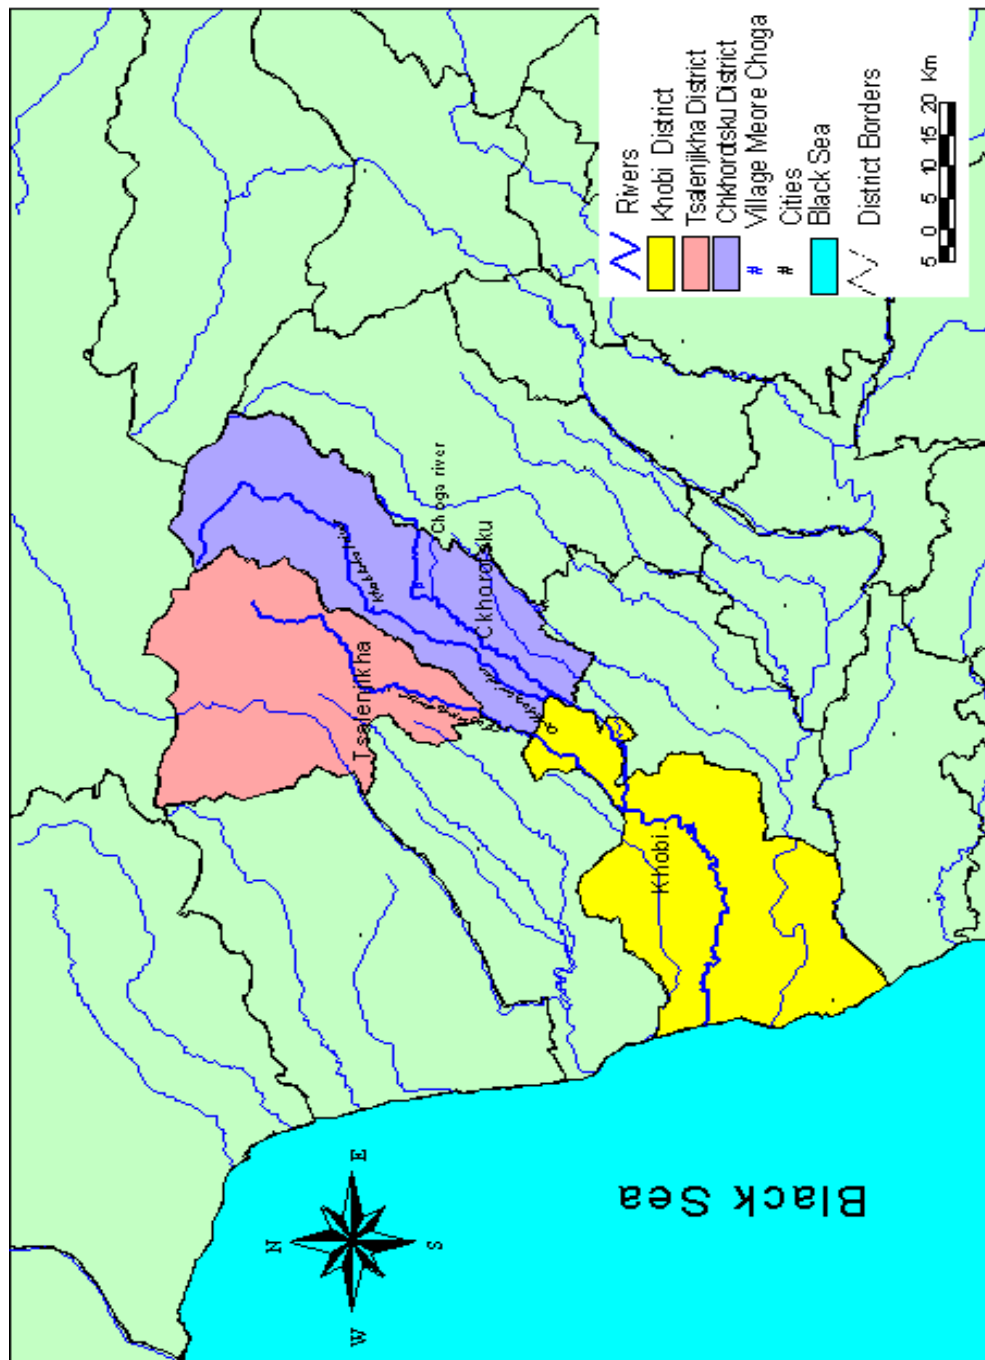 Tsalenjikha
Choga river
Ckhorotsku
Khobi
Black Sea
N
E
S
W
Rivers
Khobi District
Tsalenjikha District
Chkhorotsku District
# Village Meore Choga
# Cities
Black Sea
District Borders
5 0 5 10 15 20 Km